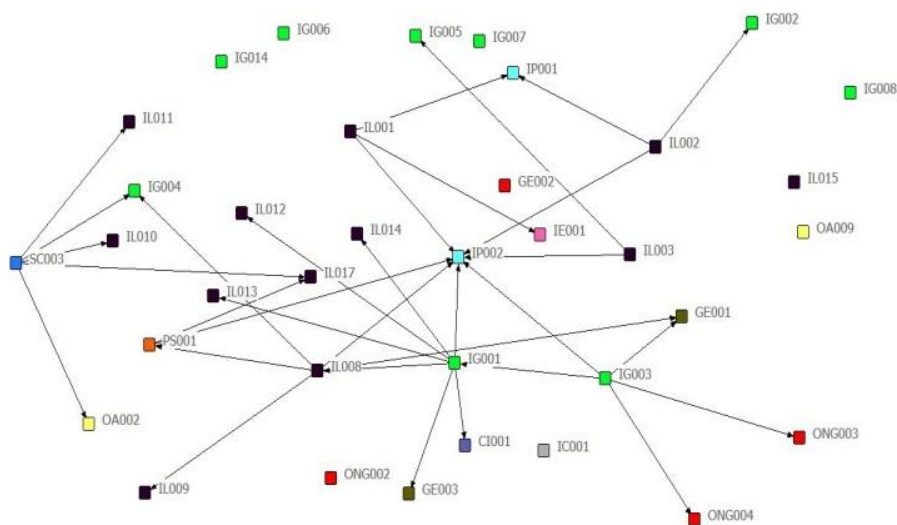 IG002
IG006
IG005
IG007
IG014
IP001
IG008
IL011
IL001
IL002
GE002
IL015
IG004
IL012
IL014
IE001
OA009
IL010
IP002
IL003
SC003
IL017
IL013
GE001
PS001
IL008
IG001
IG003
OA002
ONG003
CI001
IC001
ONG002
IL009
GE003
ONG004